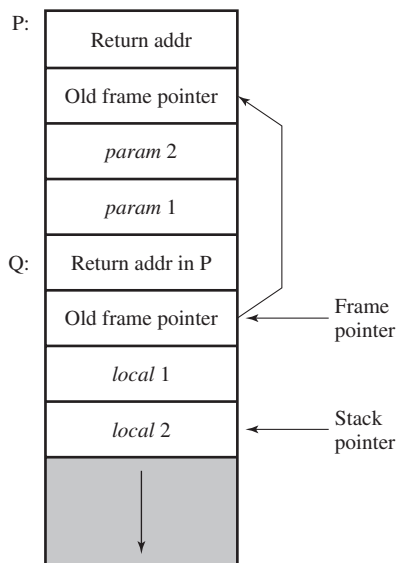 P:
Return addr
Old frame pointer
param 2
param 1
Q:
Return addr in P
Old frame pointer
Frame
pointer
local 1
local 2
Stack
pointer